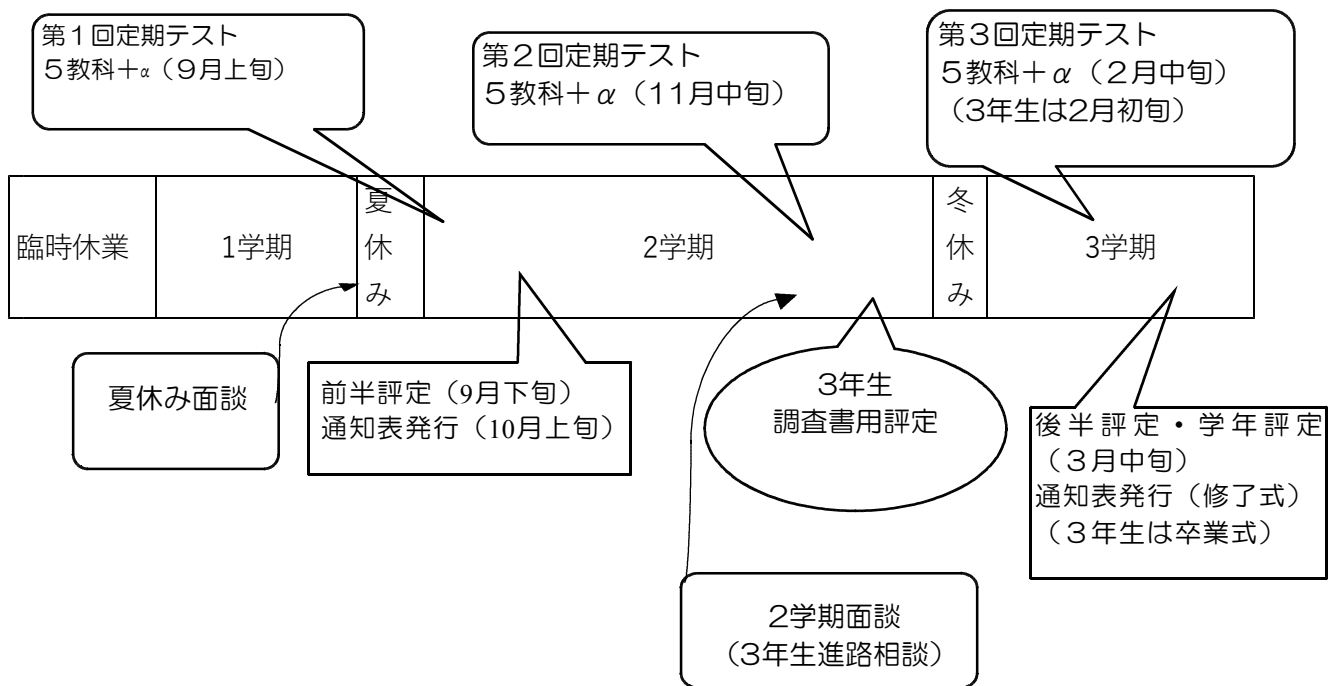 第１回定期テスト
５教科＋α（９月上旬）
第２回定期テスト
５教科＋α（１１月中旬）
第３回定期テスト
５教科＋α（２月中旬）
（3年生は2月初旬）
臨時休業
1学期
夏休み
2学期
冬休み
3学期
夏休み面談
前半評定（9月下旬）
通知表発行（10月上旬）
3年生
調査書用評定
後半評定・学年評定
（３月中旬）
通知表発行（修了式）
（３年生は卒業式）
2学期面談
（3年生進路相談）